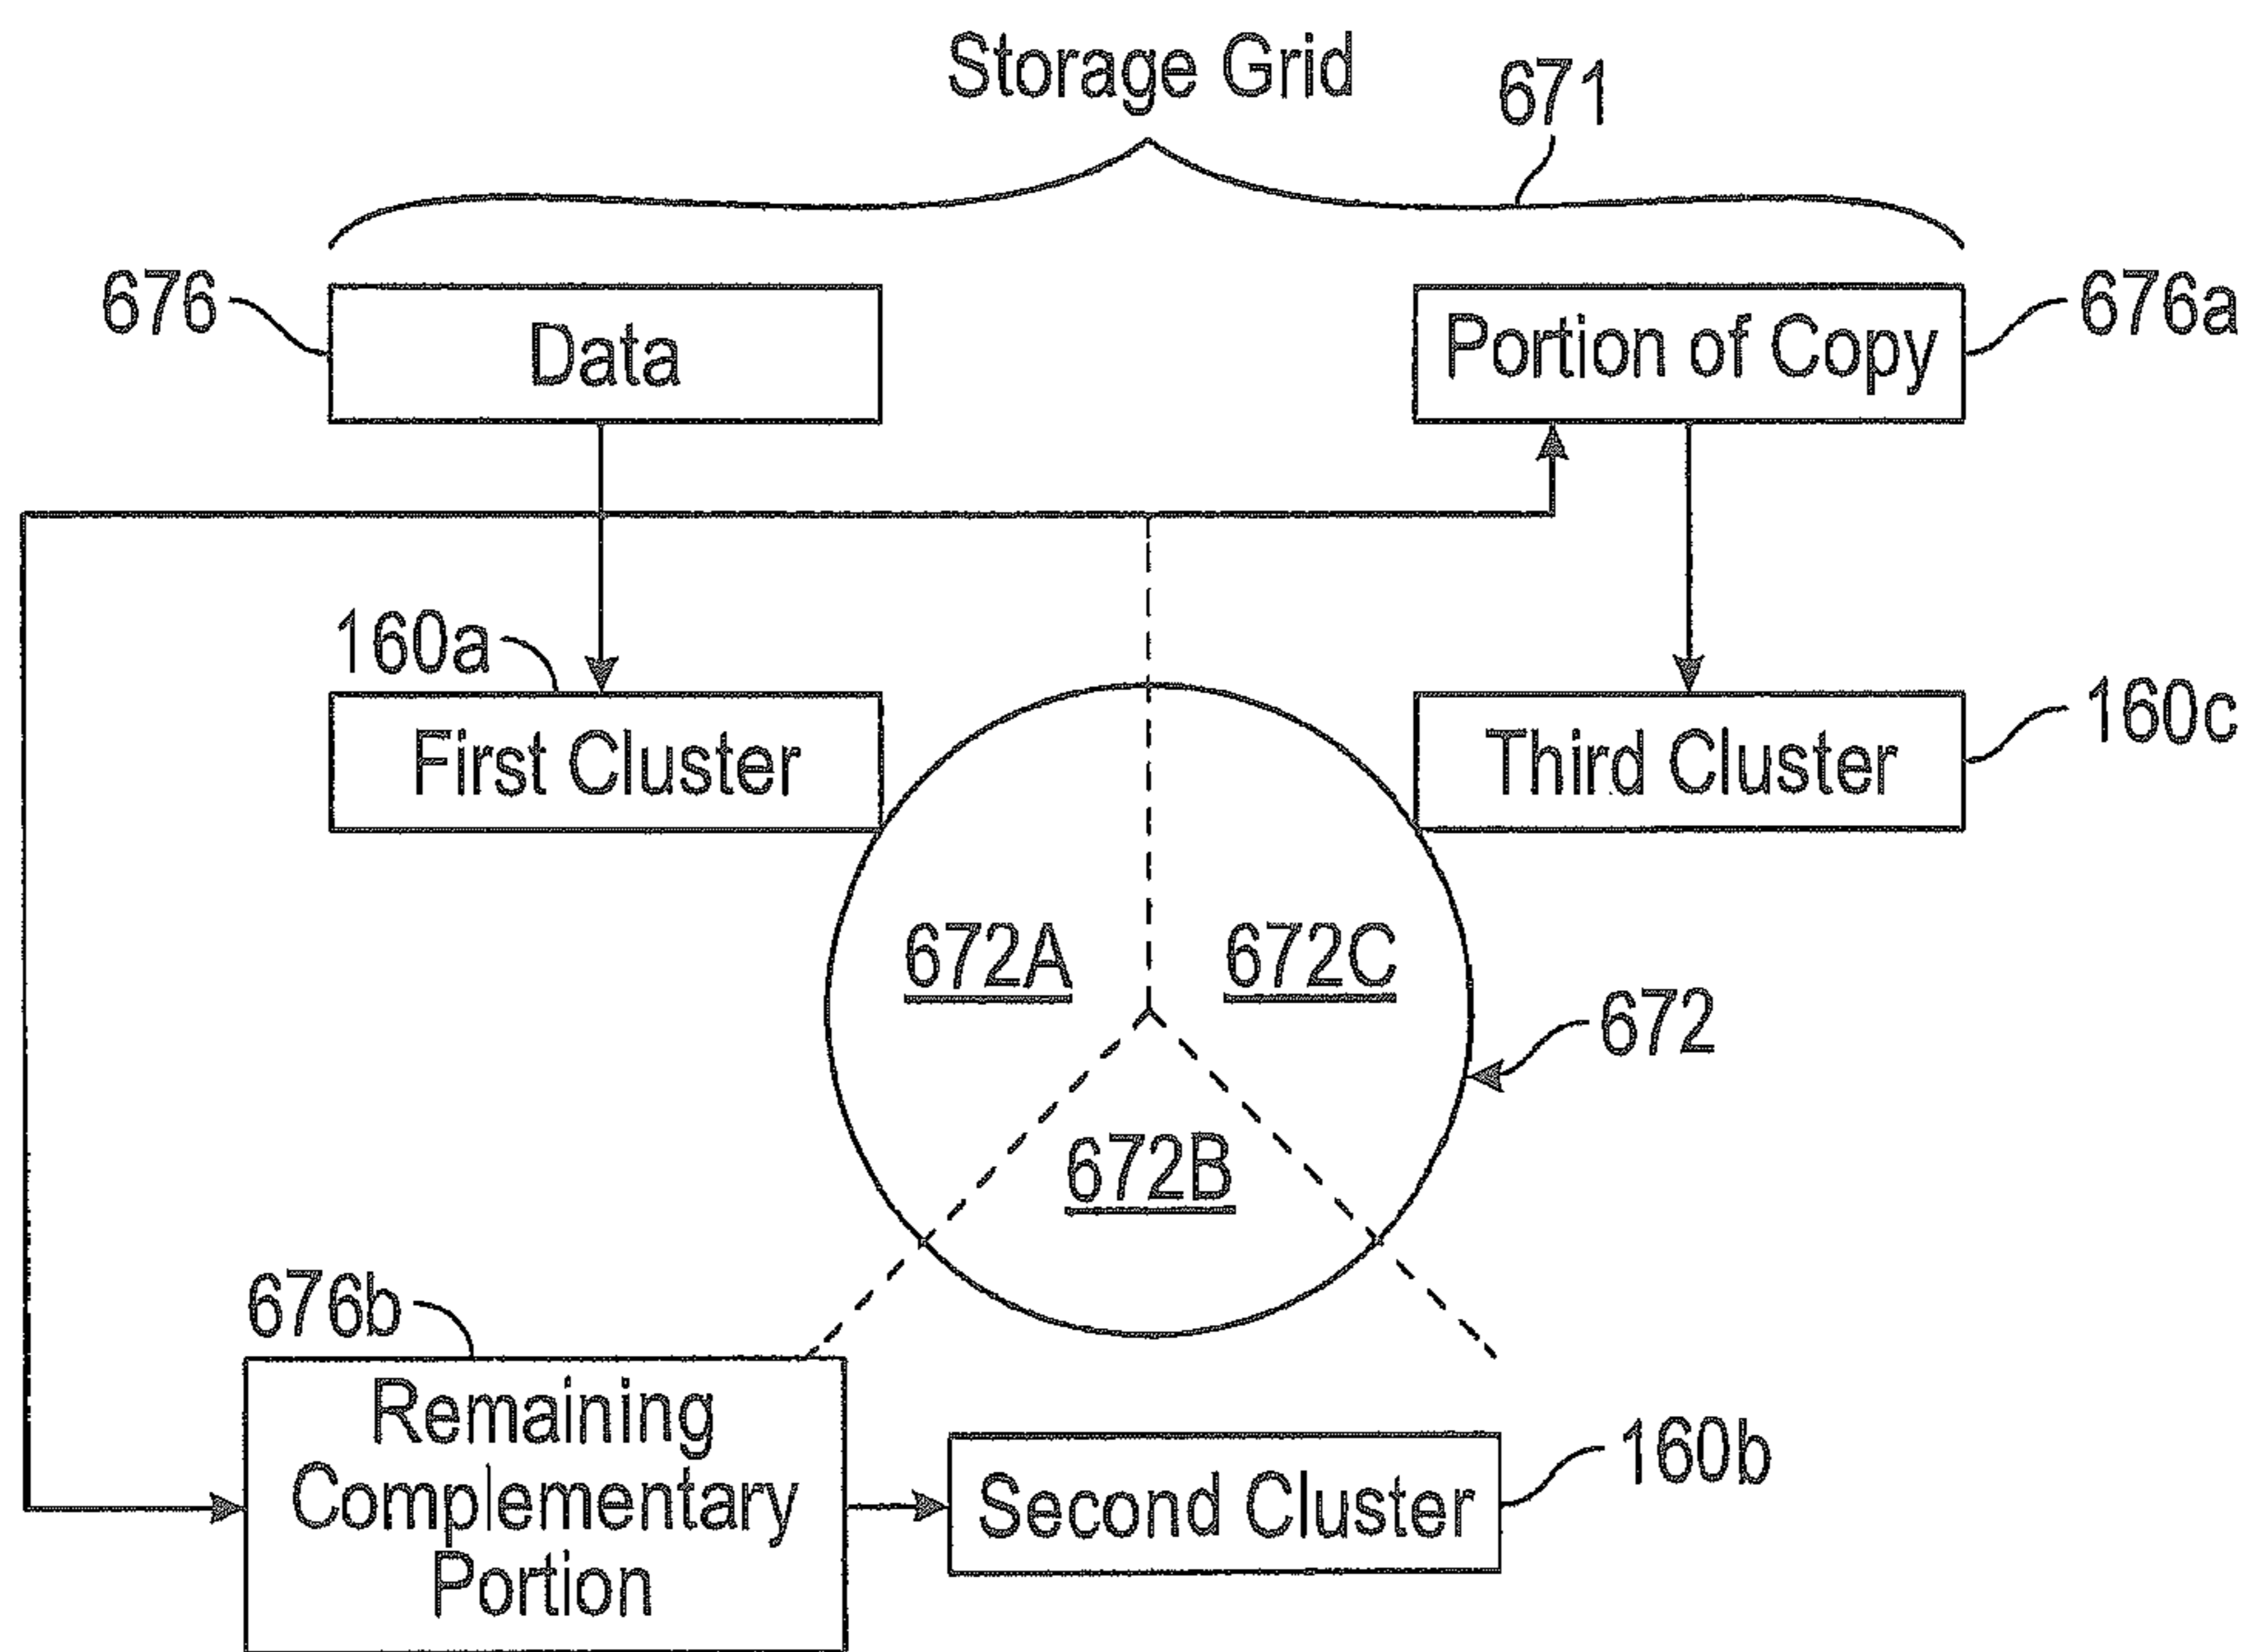 Storage Grid
671
676
Data
Portion of Copy
676a
160a
First Cluster
Third Cluster
160c
672A
672C
672
672B
676b
Remaining
Complementary
Portion
Second Cluster
160b